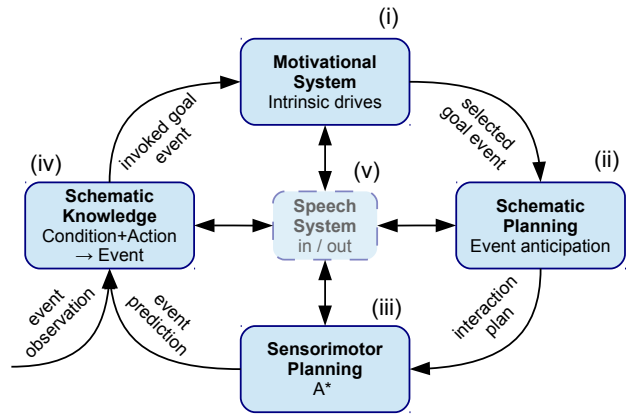 (i)
Motivational
System
Intrinsic drives
invoked goal
event
selected
goal event
(iv)
Schematic
Knowledge
Condition+Action
→ Event
(v)
Speech
System
in / out
(ii)
Schematic
Planning
Event anticipation
event
observation
event
prediction
interaction
plan
(iii)
Sensorimotor
Planning
A*